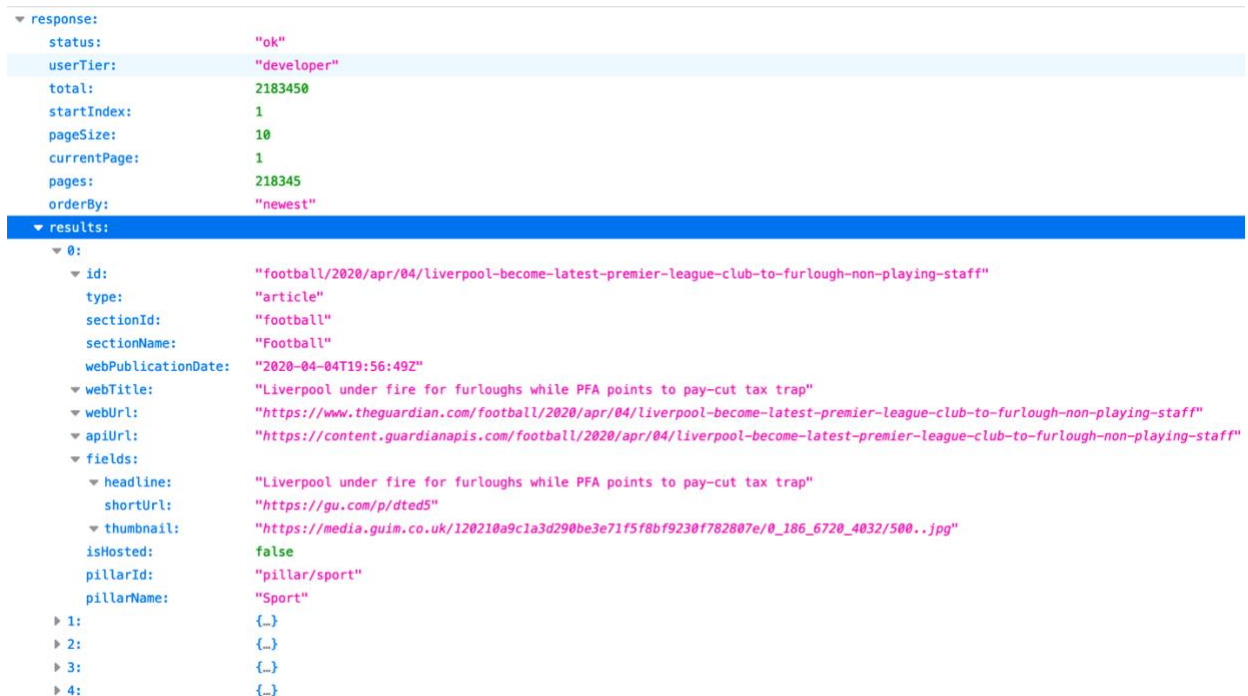 response:
status: "ok"
userTier: "developer"
total: 2183450
startIndex: 1
pageSize: 10
currentPage: 1
pages: 218345
orderBy: "newest"
results:
0:
id: "football/2020/apr/04/liverpool-become-latest-premier-league-club-to-furlough-non-playing-staff"
type: "article"
sectionId: "football"
sectionName: "Football"
webPublicationDate: "2020-04-04T19:56:49Z"
webTitle: "Liverpool under fire for furloughs while PFA points to pay-cut tax trap"
webUrl: "https://www.theguardian.com/football/2020/apr/04/liverpool-become-latest-premier-league-club-to-furlough-non-playing-staff"
apiUrl: "https://content.guardianapis.com/football/2020/apr/04/liverpool-become-latest-premier-league-club-to-furlough-non-playing-staff"
fields:
headline: "Liverpool under fire for furloughs while PFA points to pay-cut tax trap"
shortUrl: "https://gu.com/p/dted5"
thumbnail: "https://media.guim.co.uk/120210a9c1a3d290be3e71f5f8bf9230f782807e/0_186_6720_4032/500..jpg"
isHosted: false
pillarId: "pillar/sport"
pillarName: "Sport"
1: {…}
2: {…}
3: {…}
4: {…}